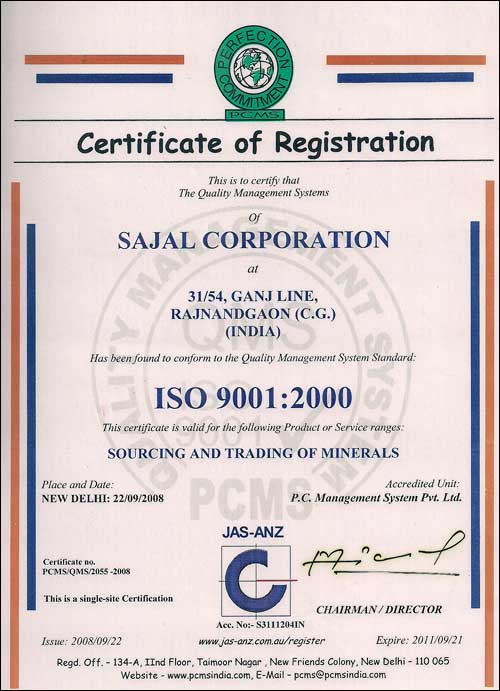 PERFECTION
COMMITMENT
PCMS
Certificate of Registration
This is to certify that
The Quality Management Systems
Of
SAJAL CORPORATION
at
31/54, GANJ LINE,
RAJNANDGAON (C.G.)
(INDIA)
Has been found to conform to the Quality Management System Standard:
ISO 9001:2000
This certificate is valid for the following Product or Service ranges:
SOURCING AND TRADING OF MINERALS
Place and Date:
NEW DELHI: 22/09/2008
Accredited Unit:
P.C. Management System Pvt. Ltd.
QUALITY MANAGEMENT SYSTEM
QMS
ISO
PCMS
JAS-ANZ
Certificate no.
PCMS/QMS/2055 -2008
This is a single-site Certification
CHAIRMAN / DIRECTOR
Acc. No:- S3111204IN
Issue: 2008/09/22
www.jas-anz.com.au/register
Expire: 2011/09/21
Regd. Off. – 134-A, IInd Floor, Taimoor Nagar , New Friends Colony, New Delhi – 110 065
Website - www.pcmsindia.com, E-Mail – pcms@pcmsindia.com